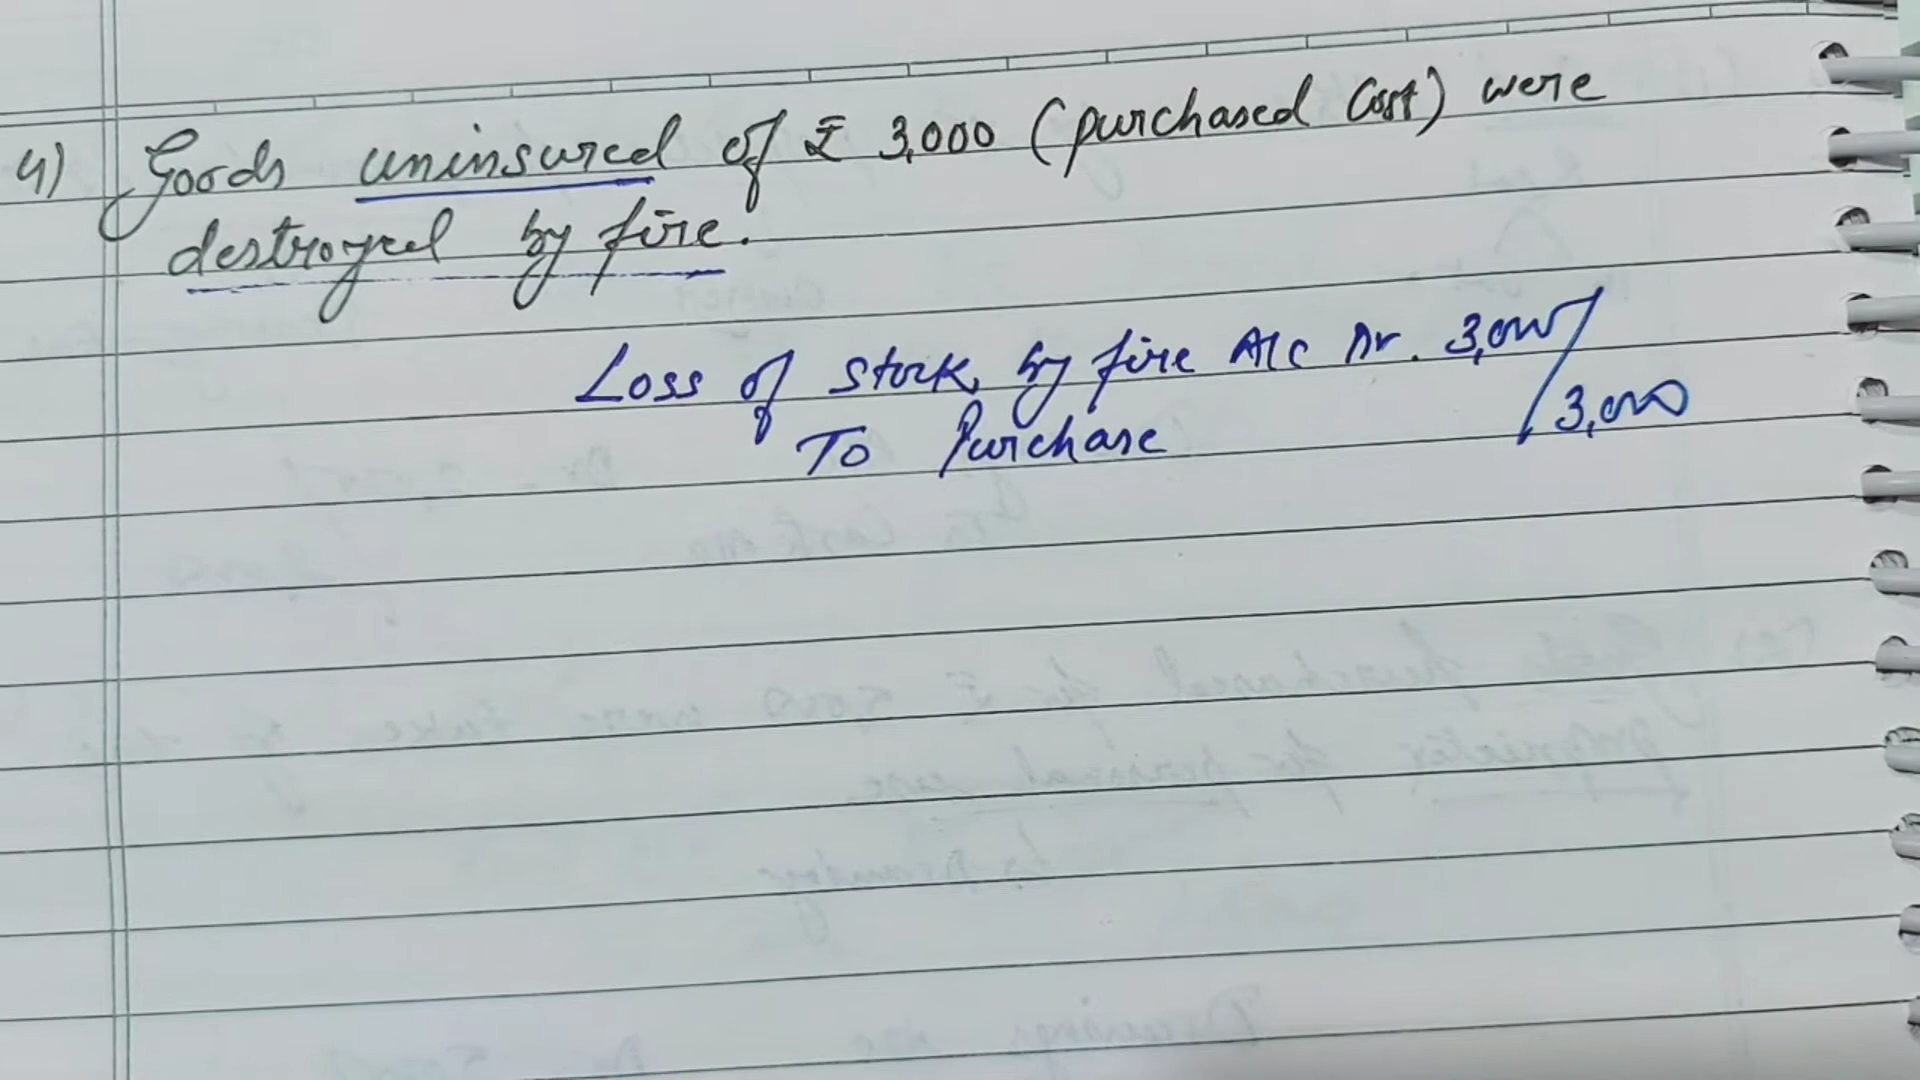 4) Goods uninsured of ₹ 3,000 (purchased Cost) were
destroyed by fire.
Loss of Stock by fire A/c Dr. 3,000
To Purchase 3,000